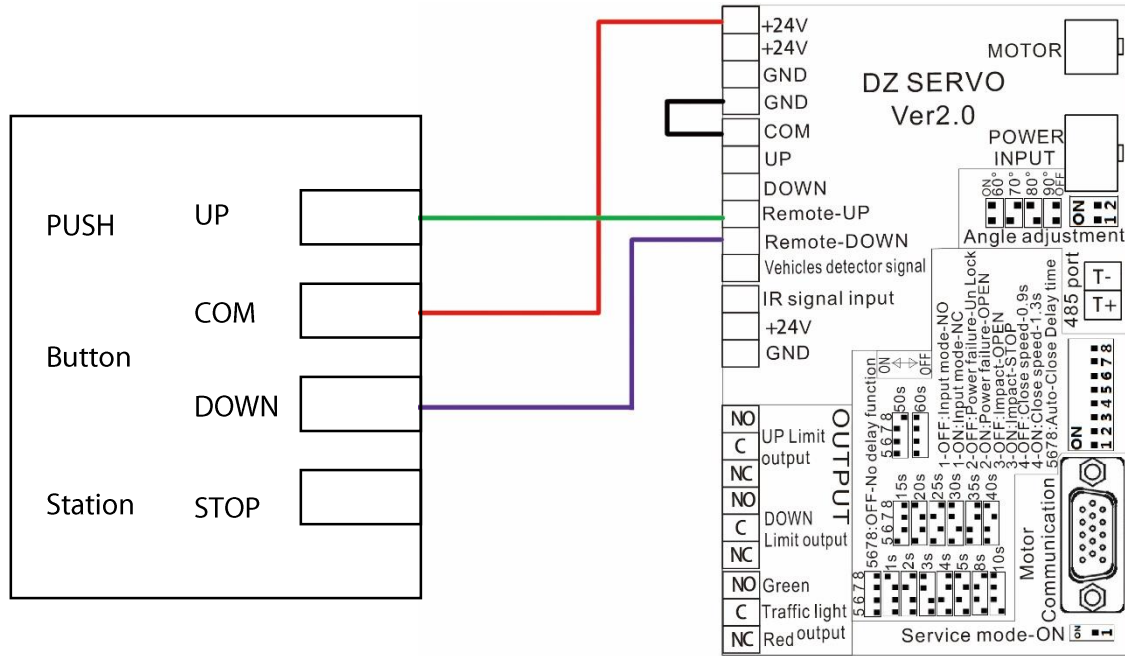 PUSH
Button
Station
UP
COM
DOWN
STOP
+24V
+24V
GND
GND
COM
UP
DOWN
Remote-UP
Remote-DOWN
Vehicles detector signal
IR signal input
+24V
GND
DZ SERVO
Ver2.0
MOTOR
POWER
INPUT
ON
60°
70°
80°
90°
OFF
ON
1 2
Angle adjustment
485 port
T-
T+
ON
1 2 3 4 5 6 7 8
Motor
Communication
Service mode-ON
ON
1
OUTPUT
NO
C
NC
UP Limit
output
NO
C
NC
DOWN
Limit output
NO
C
NC
Green
Traffic light
Red output
ON
OFF
5678:OFF-No delay function
1-OFF:Input mode-NO
1-ON:Input mode-NC
2-OFF:Power failure-Un Lock
2-ON:Power failure-OPEN
3-OFF:Impact-OPEN
3-ON:Impact-STOP
4-OFF:Close speed-0.9s
4-ON:Close speed-1.3s
5678:Auto-Close Delay time
5 6 7 8
50s
60s
5 6 7 8
15s
20s
25s
30s
35s
40s
5 6 7 8
1s
2s
3s
4s
5s
8s
10s